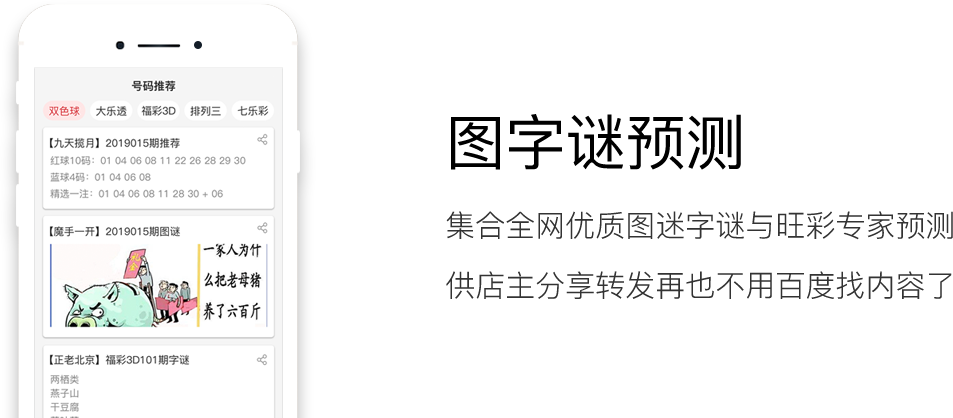 号码推荐
双色球 大乐透 福彩3D 排列三 七乐彩
【九天揽月】2019015期推荐
红球10码：01 04 06 08 11 22 26 28 29 30
蓝球4码：01 04 06 08
精选一注：01 04 06 08 11 28 30 + 06
【魔手一开】2019015期图谜
一家人为什
么把老母猪
养了六百斤
【正老北京】福彩3D101期字谜
两栖类
燕子山
干豆腐
图字谜预测
集合全网优质图迷字谜与旺彩专家预测
供店主分享转发再也不用百度找内容了